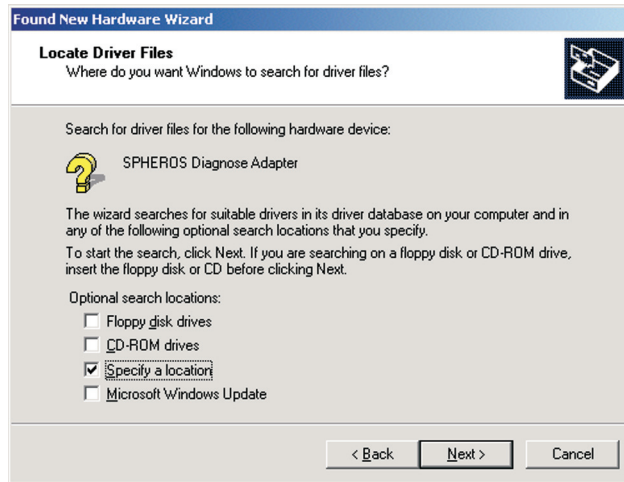 Found New Hardware Wizard
Locate Driver Files
Where do you want Windows to search for driver files?
Search for driver files for the following hardware device:
SPHEROS Diagnose Adapter
The wizard searches for suitable drivers in its driver database on your computer and in
any of the following optional search locations that you specify.
To start the search, click Next. If you are searching on a floppy disk or CD-ROM drive,
insert the floppy disk or CD before clicking Next.
Optional search locations:
Floppy disk drives
CD-ROM drives
Specify a location
Microsoft Windows Update
< Back
Next >
Cancel